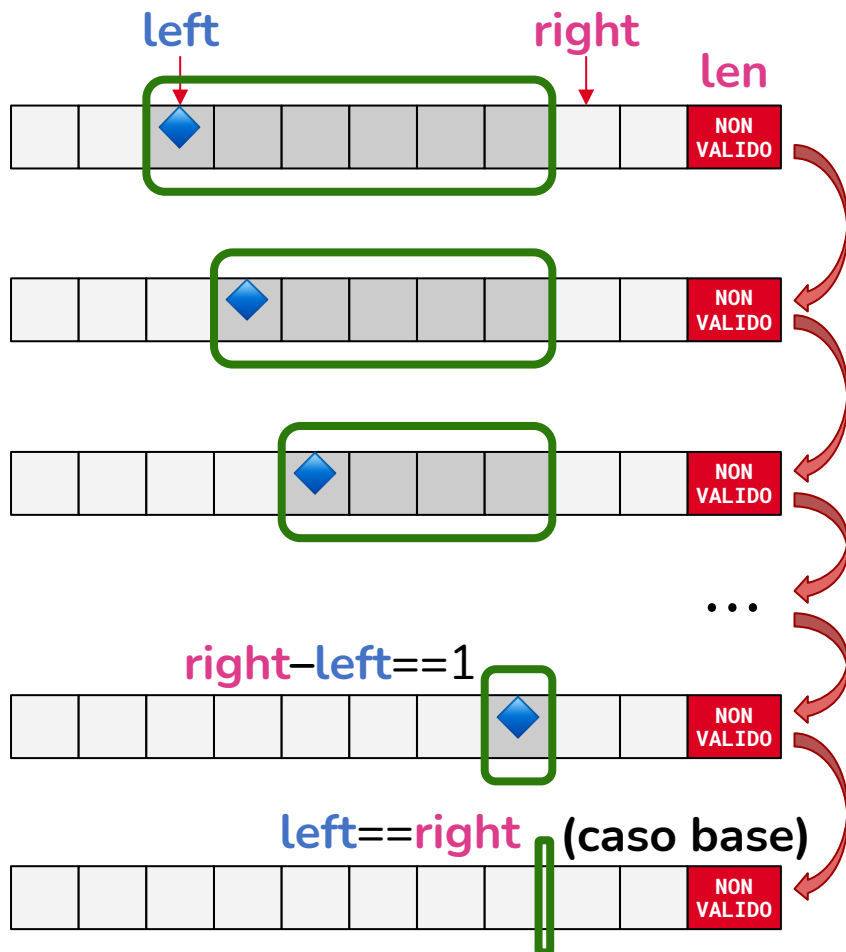 left
right
len
NON
VALIDO
NON
VALIDO
NON
VALIDO
...
right–left==1
NON
VALIDO
left==right (caso base)
NON
VALIDO